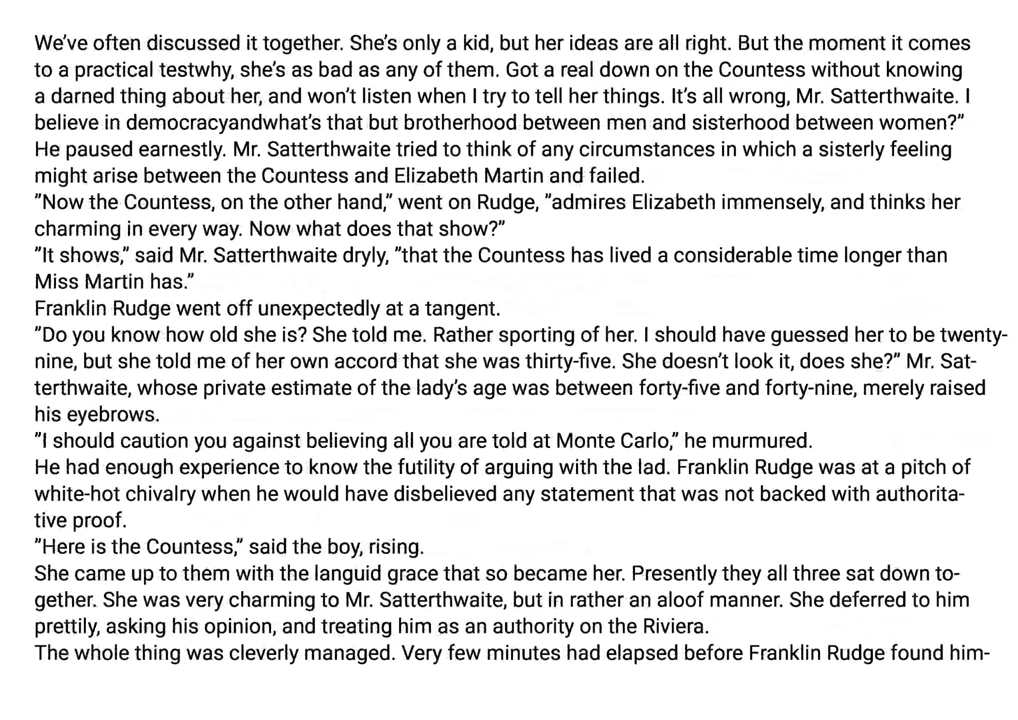 We've often discussed it together. She's only a kid, but her ideas are all right. But the moment it comes
to a practical testwhy, she's as bad as any of them. Got a real down on the Countess without knowing
a darned thing about her, and won't listen when I try to tell her things. It's all wrong, Mr. Satterthwaite. I
believe in democracyandwhat's that but brotherhood between men and sisterhood between women?"
He paused earnestly. Mr. Satterthwaite tried to think of any circumstances in which a sisterly feeling
might arise between the Countess and Elizabeth Martin and failed.
"Now the Countess, on the other hand," went on Rudge, "admires Elizabeth immensely, and thinks her
charming in every way. Now what does that show?"
"It shows," said Mr. Satterthwaite dryly, "that the Countess has lived a considerable time longer than
Miss Martin has."
Franklin Rudge went off unexpectedly at a tangent.
"Do you know how old she is? She told me. Rather sporting of her. I should have guessed her to be twenty-
nine, but she told me of her own accord that she was thirty-five. She doesn't look it, does she?" Mr. Sat-
terthwaite, whose private estimate of the lady's age was between forty-five and forty-nine, merely raised
his eyebrows.
"I should caution you against believing all you are told at Monte Carlo," he murmured.
He had enough experience to know the futility of arguing with the lad. Franklin Rudge was at a pitch of
white-hot chivalry when he would have disbelieved any statement that was not backed with authorita-
tive proof.
"Here is the Countess," said the boy, rising.
She came up to them with the languid grace that so became her. Presently they all three sat down to-
gether. She was very charming to Mr. Satterthwaite, but in rather an aloof manner. She deferred to him
prettily, asking his opinion, and treating him as an authority on the Riviera.
The whole thing was cleverly managed. Very few minutes had elapsed before Franklin Rudge found him-